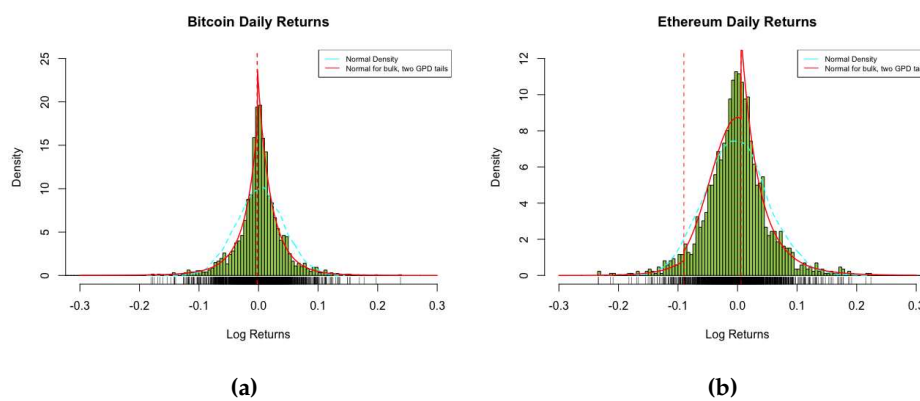 Bitcoin Daily Returns
Normal Density
Normal for bulk, two GPD tails
Density
25
20
15
10
5
0
-0.3 -0.2 -0.1 0.0 0.1 0.2 0.3
Log Returns
(a)
Ethereum Daily Returns
Normal Density
Normal for bulk, two GPD tai
Density
12
10
8
6
4
2
0
-0.3 -0.2 -0.1 0.0 0.1 0.2 0.3
Log Returns
(b)